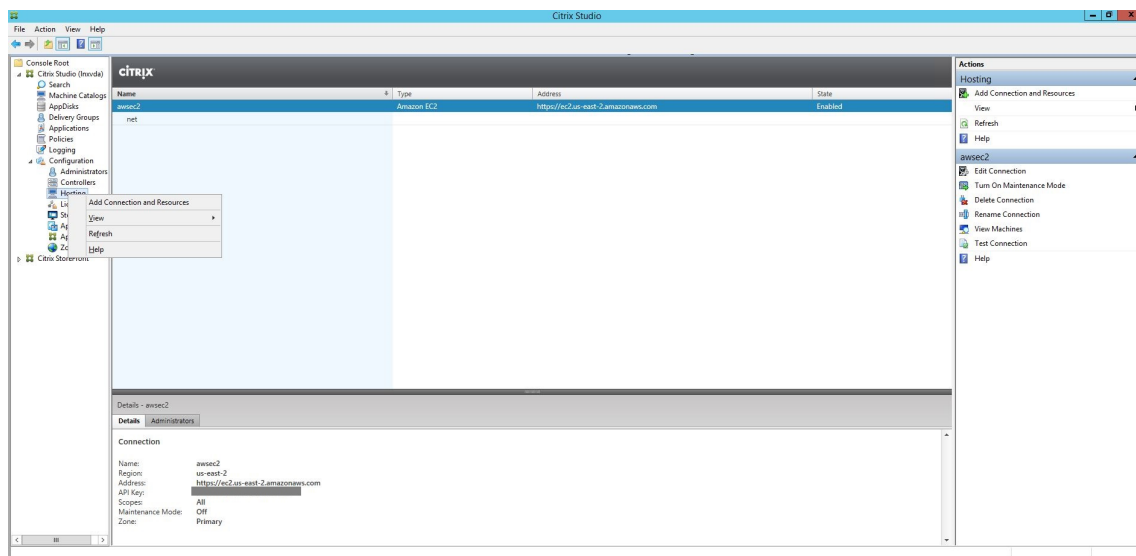 Citrix Studio
File Action View Help
Console Root
Citrix Studio (lnxvda)
Search
Machine Catalogs
AppDisks
Delivery Groups
Applications
Policies
Logging
Configuration
Administrators
Controllers
Hosting
Citrix StoreFront
Add Connection and Resources
View
Refresh
Help
CITRIX
Name Type Address State
awsec2 Amazon EC2 https://ec2.us-east-2.amazonaws.com Enabled
net
Details - awsec2
Details Administrators
Connection
Name: awsec2
Region: us-east-2
Address: https://ec2.us-east-2.amazonaws.com
API Key:
Scopes: All
Maintenance Mode: Off
Zone: Primary
Actions
Hosting
Add Connection and Resources
View
Refresh
Help
awsec2
Edit Connection
Turn On Maintenance Mode
Delete Connection
Rename Connection
View Machines
Test Connection
Help